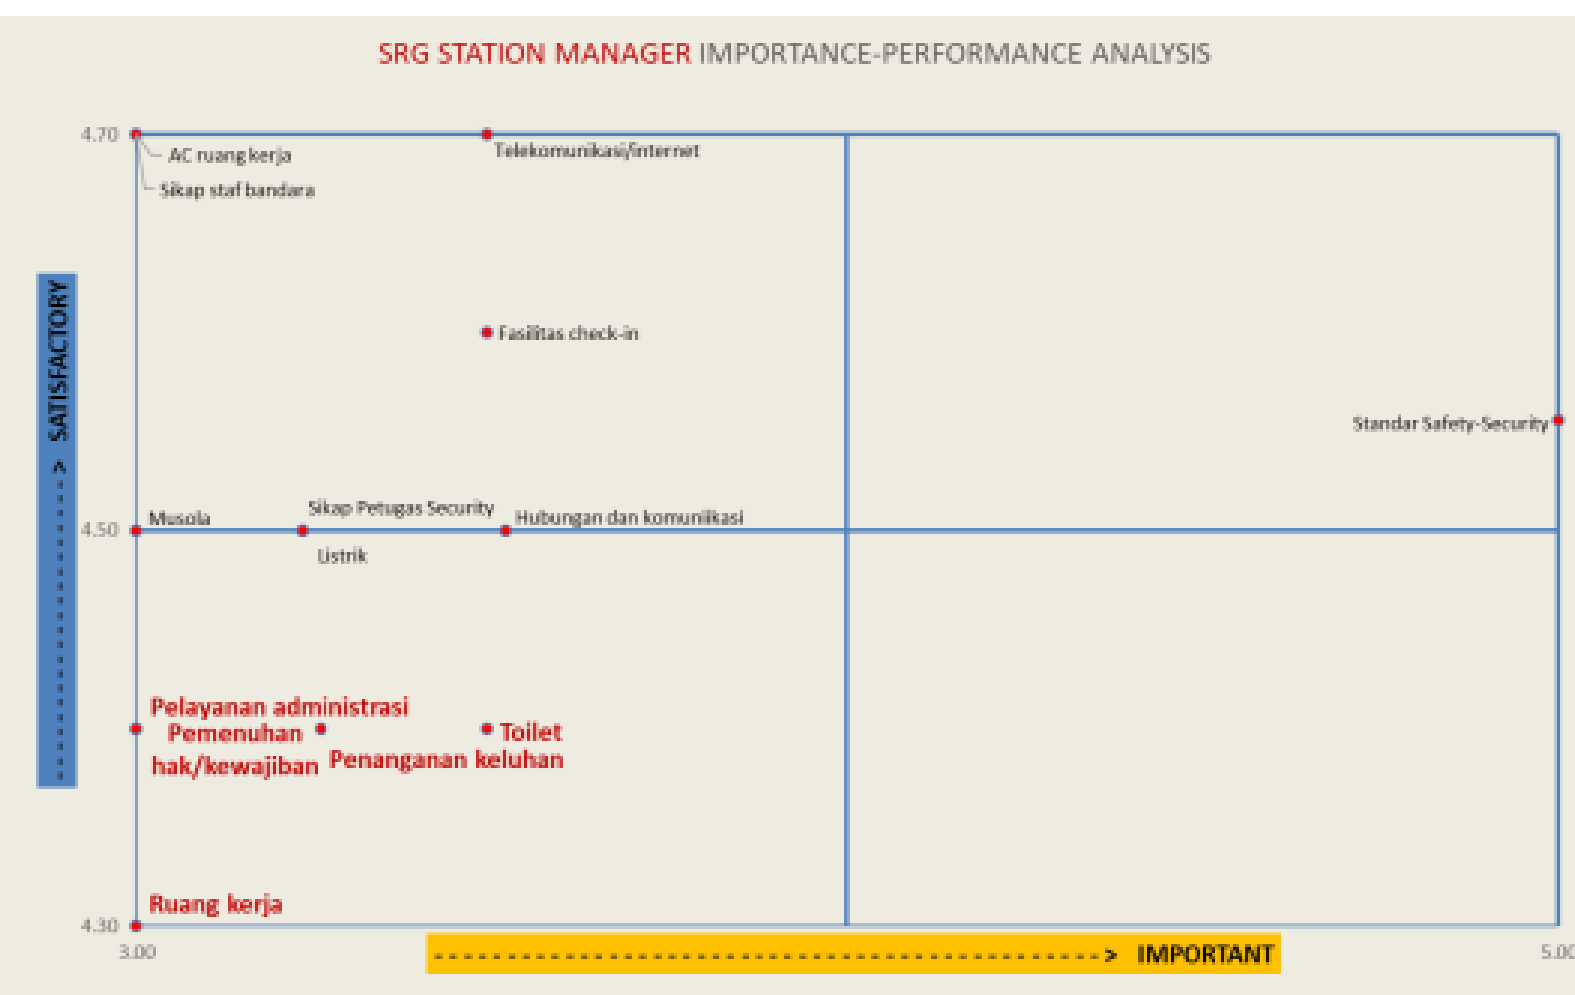 SRG STATION MANAGER IMPORTANCE-PERFORMANCE ANALYSIS
4.70
AC ruang kerja
Telekomunikasi/internet
Sikap staf bandara
SATISFACTORY
Fasilitas check-in
Standar Safety-Security
4.50
Musola
Sikap Petugas Security
Hubungan dan komuniikasi
Listrik
Pelayanan administrasi
Pemenuhan
hak/kewajiban
Toilet
Penanganan keluhan
Ruang kerja
4.30
3.00
-----------------------------------------------> IMPORTANT
5.00